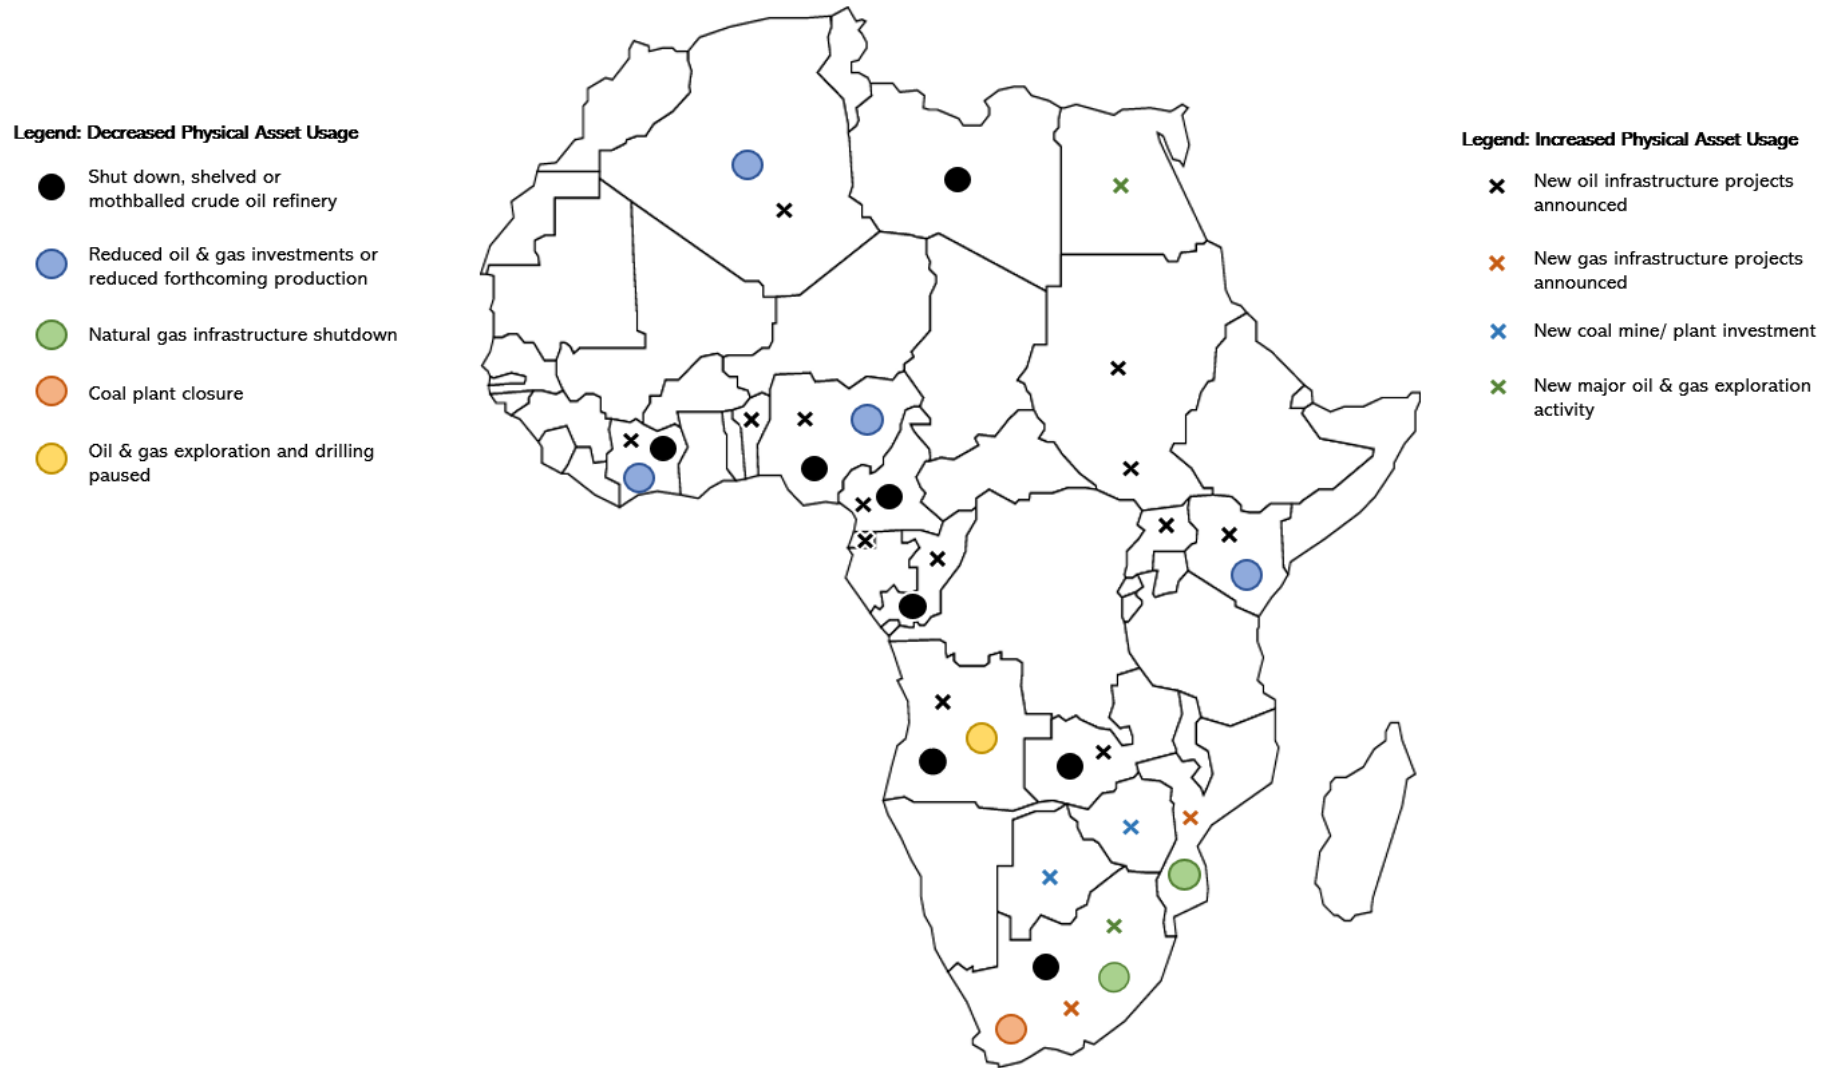 Legend: Decreased Physical Asset Usage
Shut down, shelved or
mothballed crude oil refinery
Reduced oil & gas investments or
reduced forthcoming production
Natural gas infrastructure shutdown
Coal plant closure
Oil & gas exploration and drilling
paused
Legend: Increased Physical Asset Usage
New oil infrastructure projects
announced
New gas infrastructure projects
announced
New coal mine/ plant investment
New major oil & gas exploration
activity